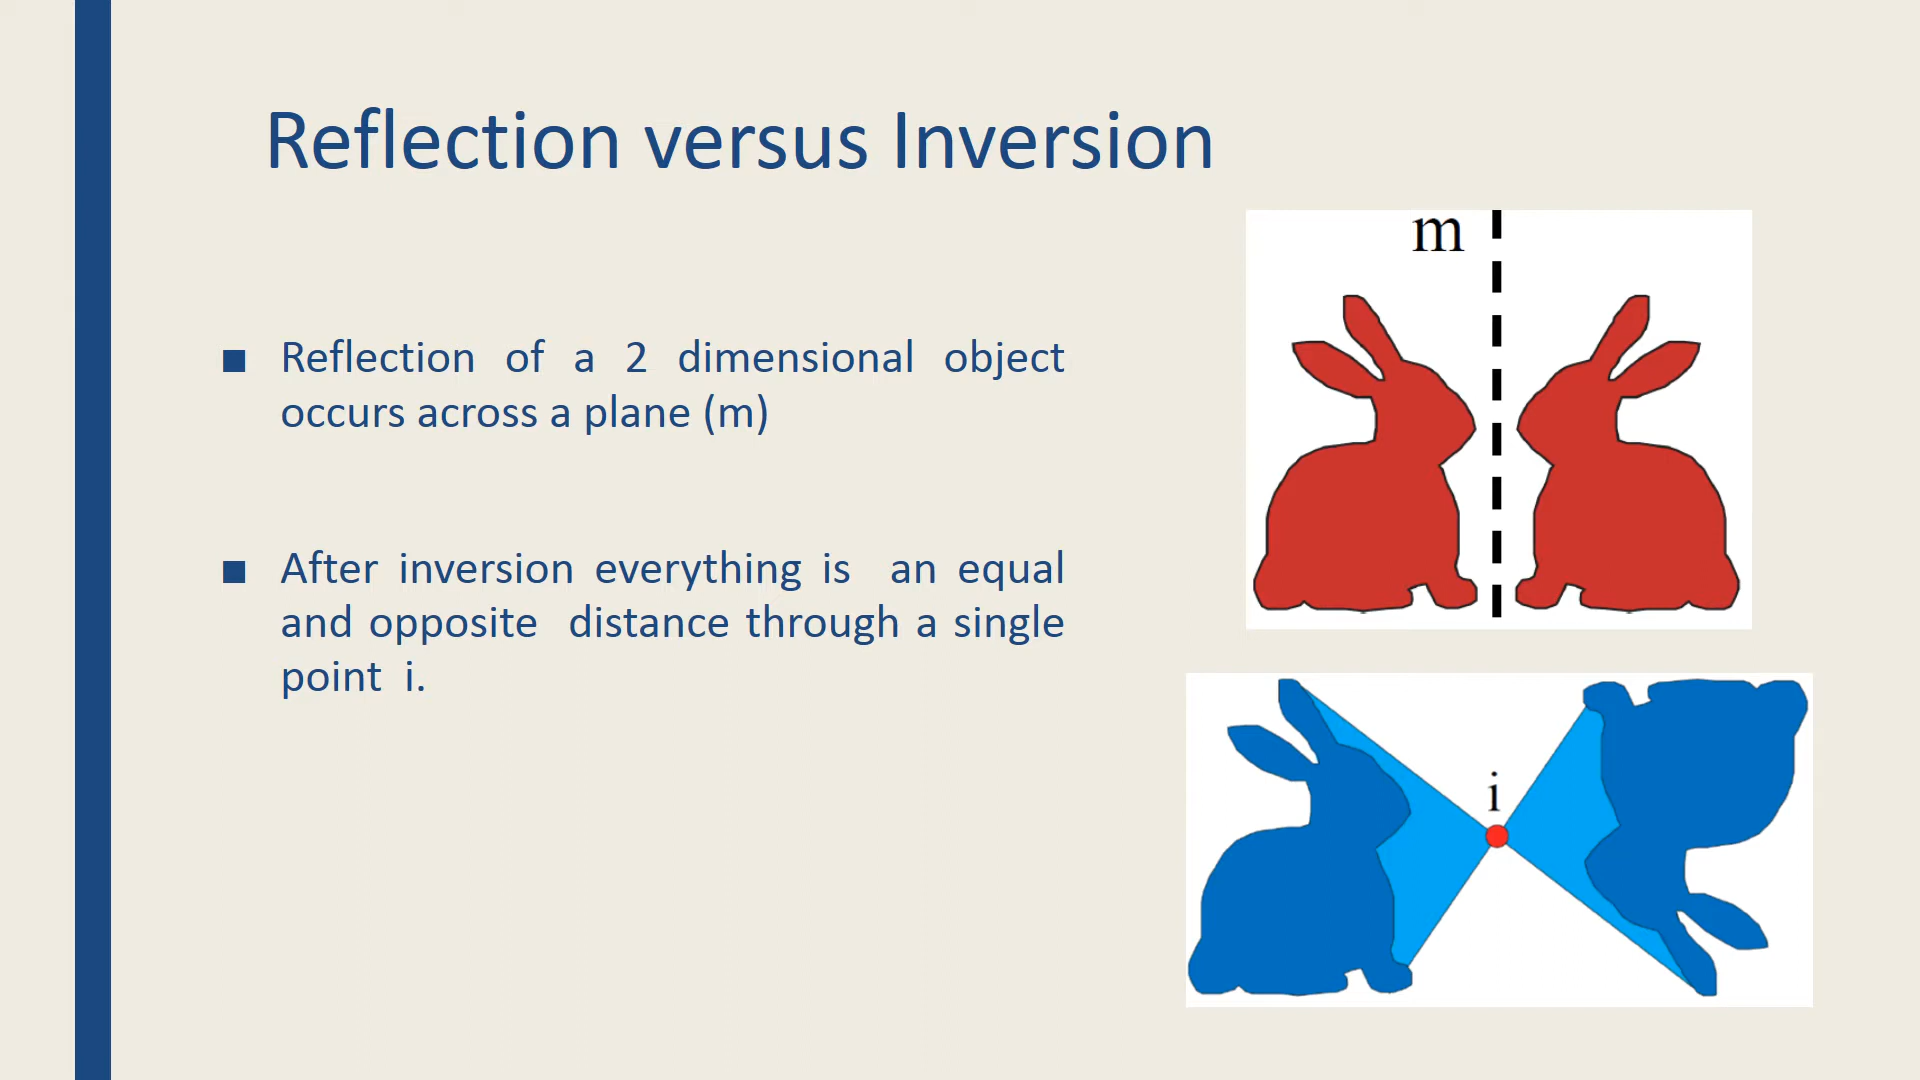 Reflection versus Inversion
m
■ Reflection of a 2 dimensional object
occurs across a plane (m)
■ After inversion everything is an equal
and opposite distance through a single
point i.
i